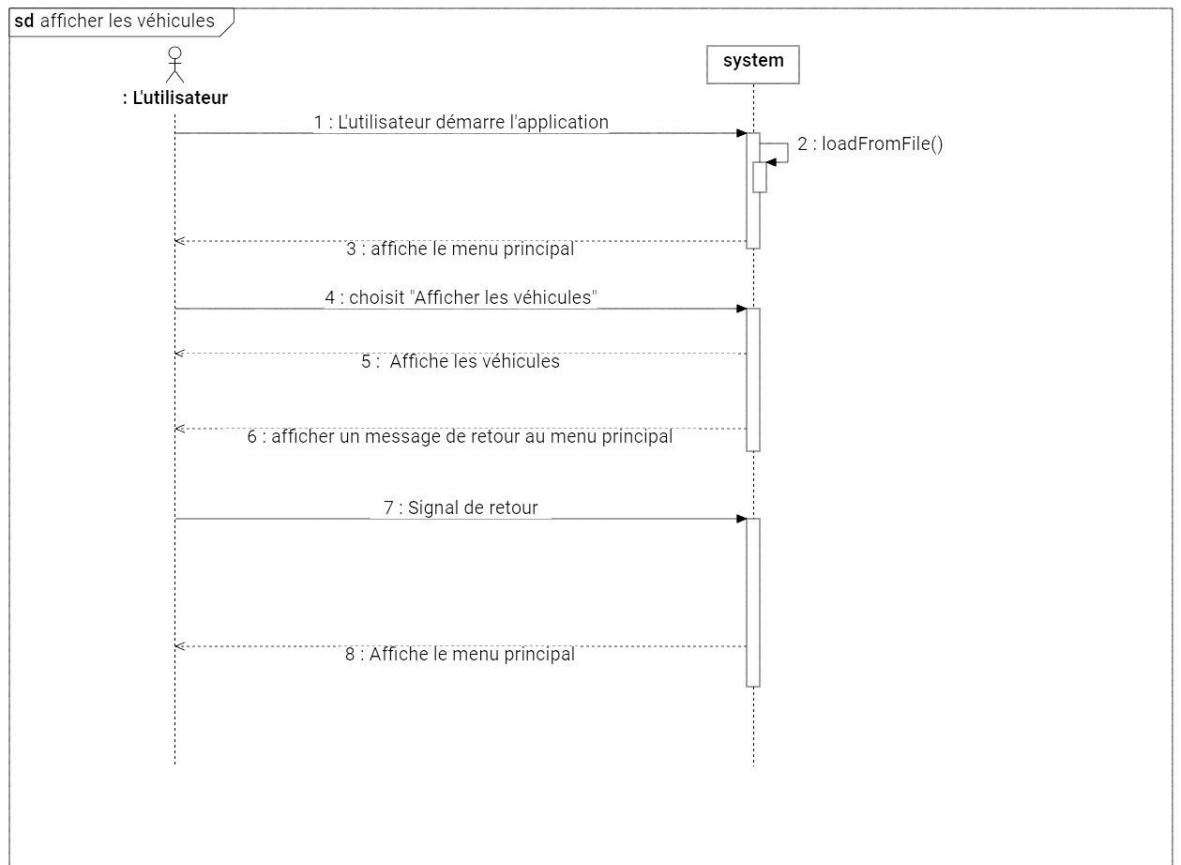 sd afficher les véhicules
system
: L'utilisateur
1 : L'utilisateur démarre l'application
2 : loadFromFile()
3 : affiche le menu principal
4 : choisit "Afficher les véhicules"
5 : Affiche les véhicules
6 : afficher un message de retour au menu principal
7 : Signal de retour
8 : Affiche le menu principal